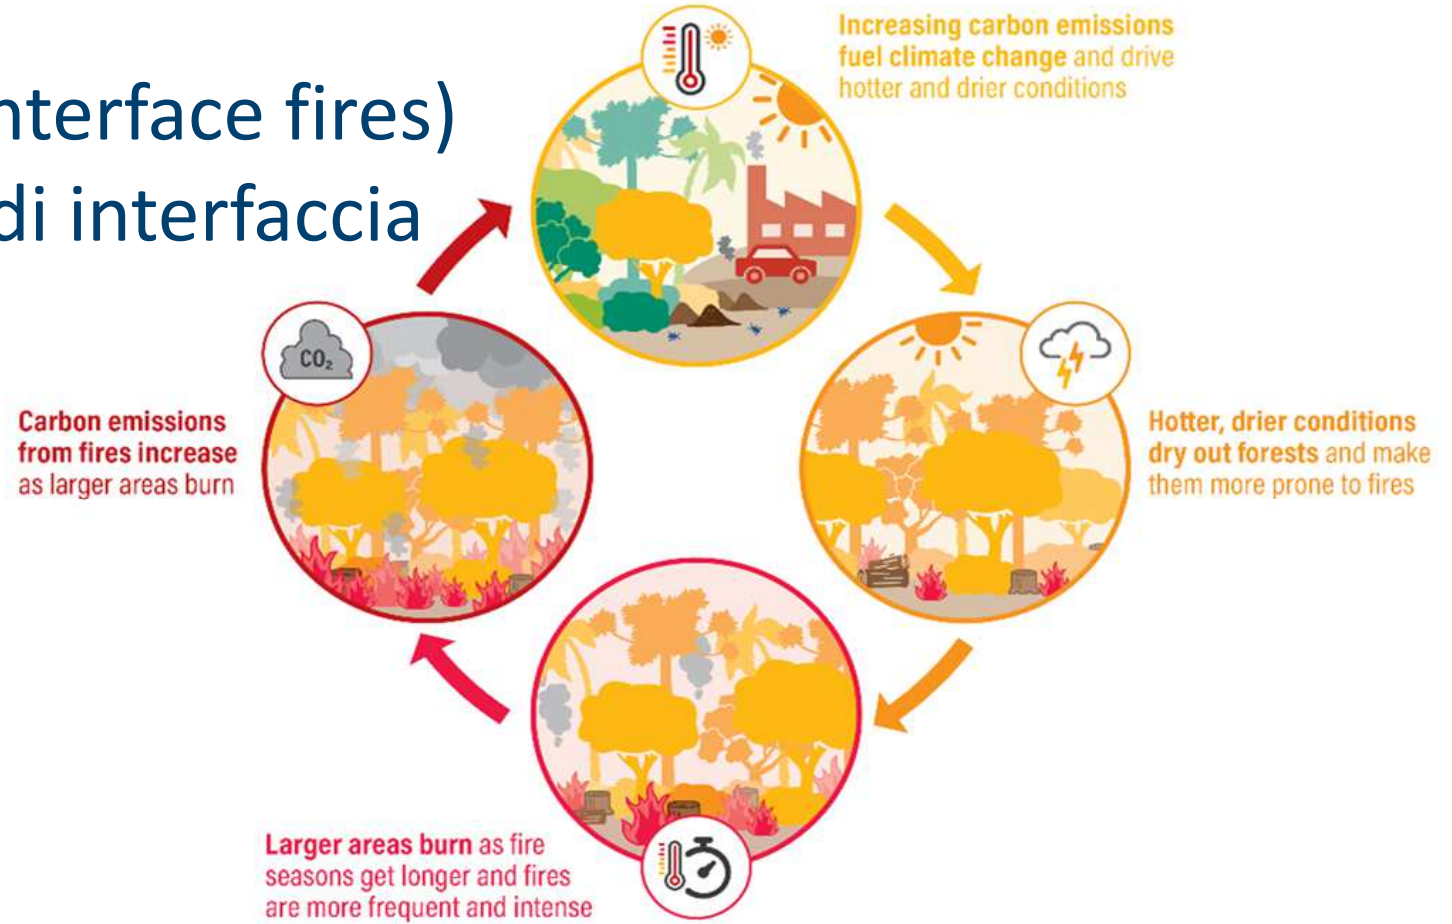 nterface fires)
di interfaccia
Increasing carbon emissions
fuel climate change and drive
hotter and drier conditions
Hotter, drier conditions
dry out forests and make
them more prone to fires
Larger areas burn as fire
seasons get longer and fires
are more frequent and intense
CO₂
Carbon emissions
from fires increase
as larger areas burn